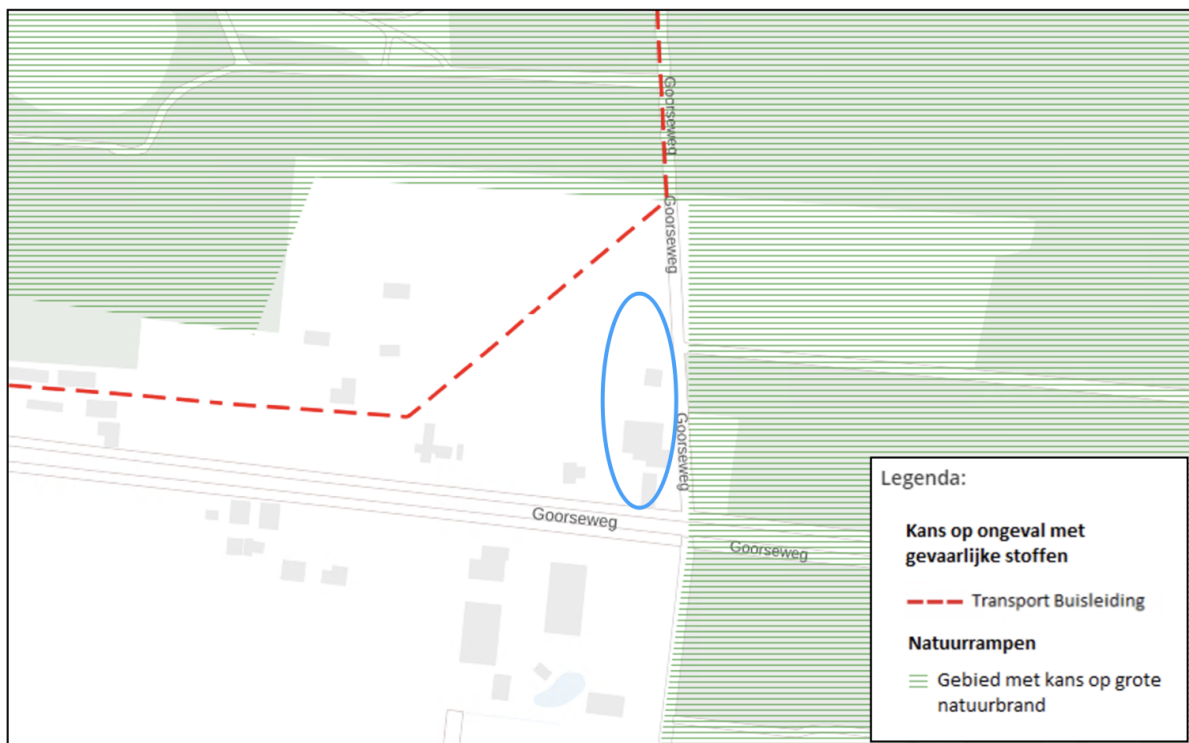 Goorseweg
Goorseweg
Goorseweg
Goorseweg
Goorseweg
Legenda:
Kans op ongeval met
gevaarlijke stoffen
Transport Buisleiding
Natuurrampen
Gebied met kans op grote
natuurbrand